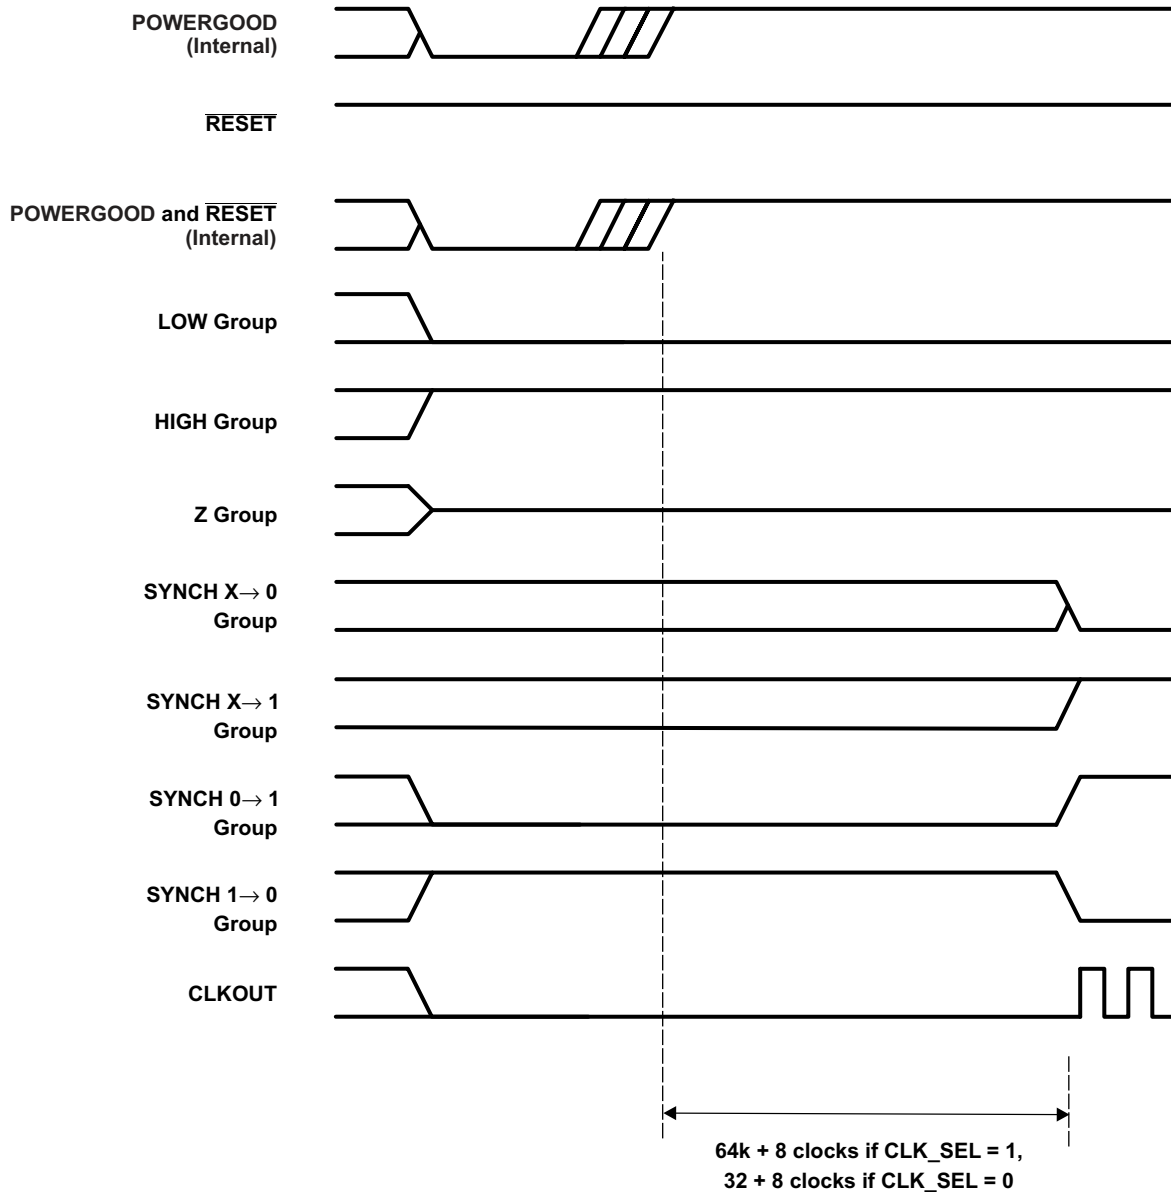 POWERGOOD
(Internal)
RESET
POWERGOOD and RESET
(Internal)
LOW Group
HIGH Group
Z Group
SYNCH X→ 0
Group
SYNCH X→ 1
Group
SYNCH 0→ 1
Group
SYNCH 1→ 0
Group
CLKOUT
64k + 8 clocks if CLK_SEL = 1,
32 + 8 clocks if CLK_SEL = 0